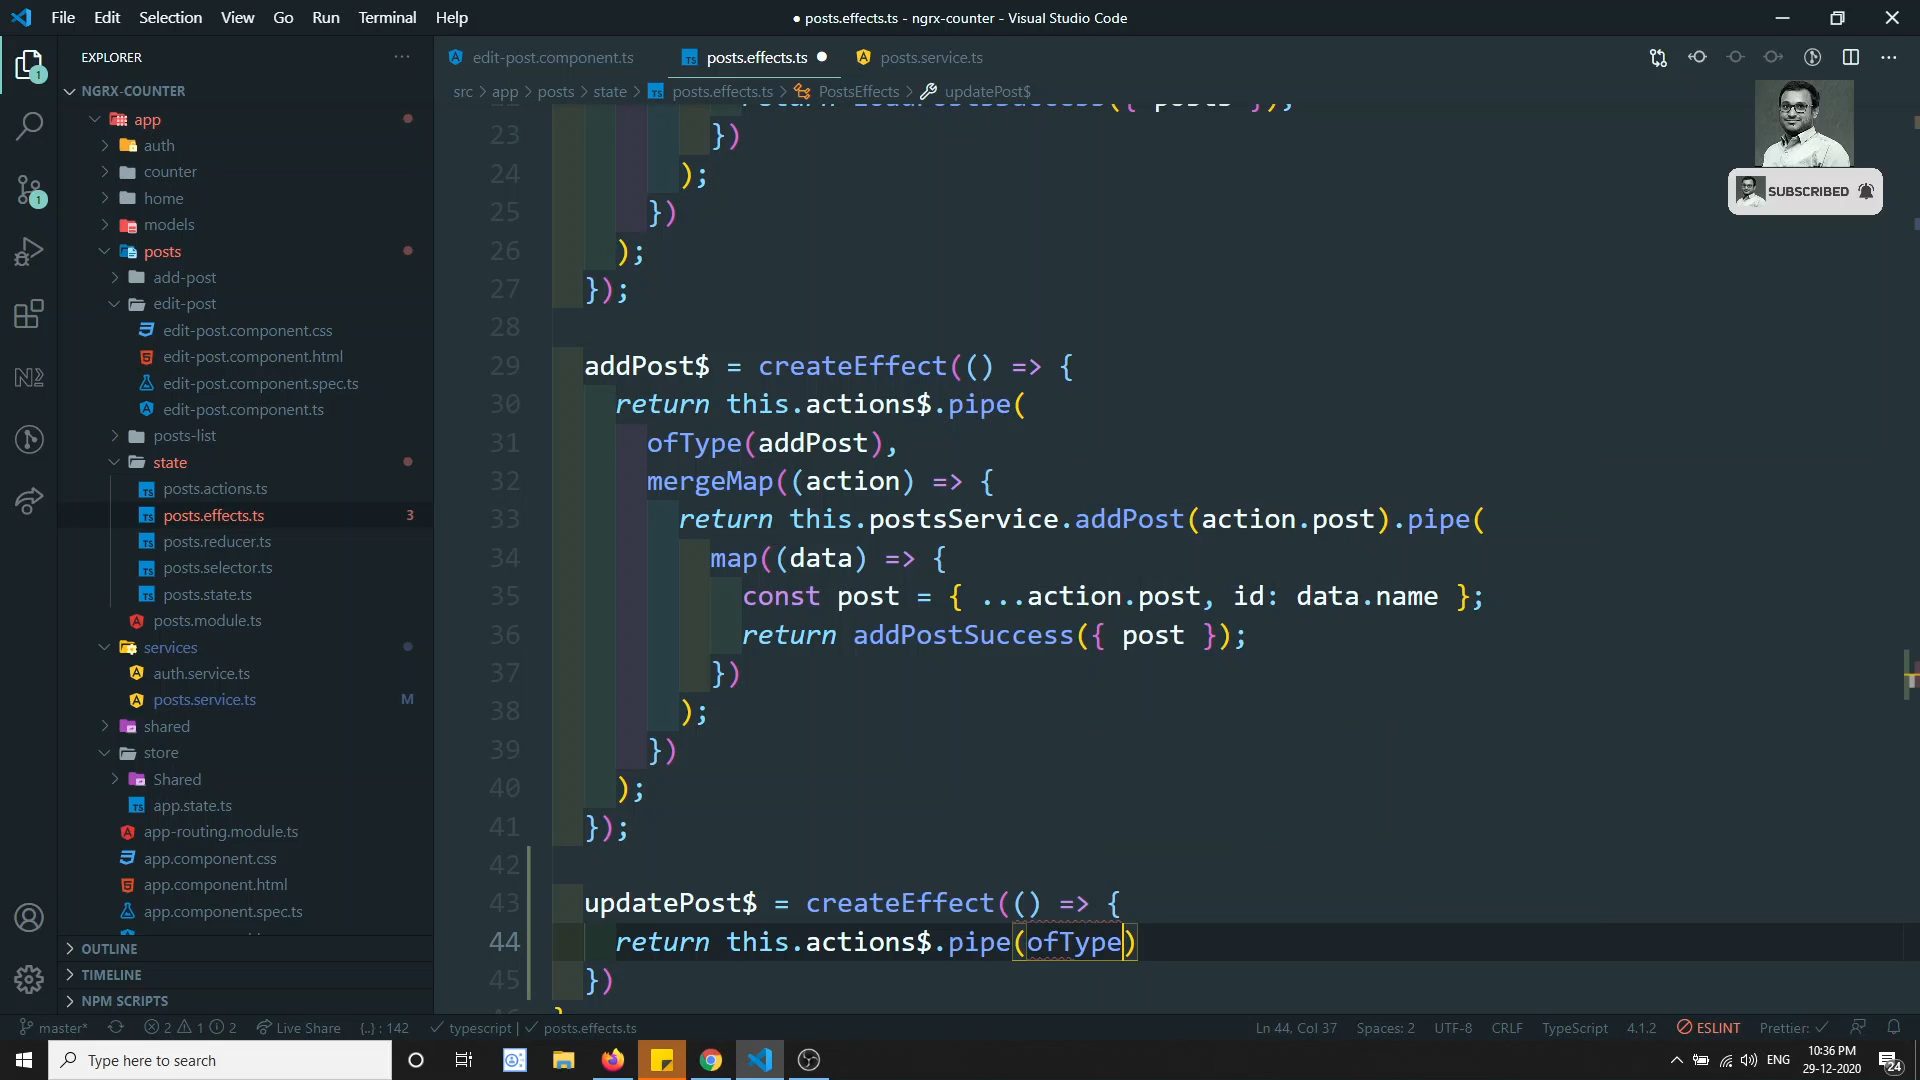 File Edit Selection View Go Run Terminal Help
● posts.effects.ts - ngrx-counter - Visual Studio Code
EXPLORER
edit-post.component.ts
posts.effects.ts
posts.service.ts
src > app > posts > state > TS posts.effects.ts > PostsEffects > updatePost$
NGRX-COUNTER
app
auth
counter
home
models
posts
add-post
edit-post
edit-post.component.css
edit-post.component.html
edit-post.component.spec.ts
edit-post.component.ts
posts-list
state
posts.actions.ts
posts.effects.ts 3
posts.reducer.ts
posts.selector.ts
posts.state.ts
posts.module.ts
services
auth.service.ts
posts.service.ts M
shared
store
Shared
app.state.ts
app-routing.module.ts
app.component.css
app.component.html
app.component.spec.ts
OUTLINE
TIMELINE
NPM SCRIPTS
SUBSCRIBED
23 })
24 );
25 })
26 );
27 });
28
29 addPost$ = createEffect(() => {
30 return this.actions$.pipe(
31 ofType(addPost),
32 mergeMap((action) => {
33 return this.postsService.addPost(action.post).pipe(
34 map((data) => {
35 const post = { ...action.post, id: data.name };
36 return addPostSuccess({ post });
37 })
38 );
39 })
40 );
41 });
42
43 updatePost$ = createEffect(() => {
44 return this.actions$.pipe(ofType)
45 })
master* 2 1 2 Live Share {..} : 142 typescript | posts.effects.ts
Ln 44, Col 37 Spaces: 2 UTF-8 CRLF TypeScript 4.1.2 ESLINT Prettier: ✓
Type here to search
ENG
10:36 PM
29-12-2020
24